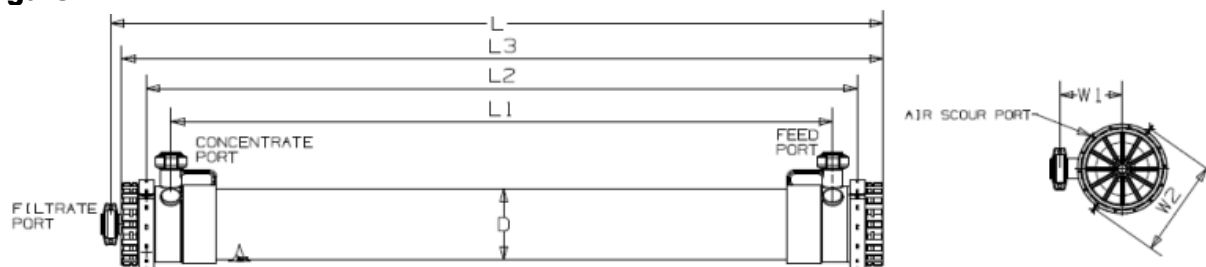 L
L3
L2
L1
CONCENTRATE
PORT
FEED
PORT
FILTRATE
PORT
D
W1
AIR SCOUR PORT
W2